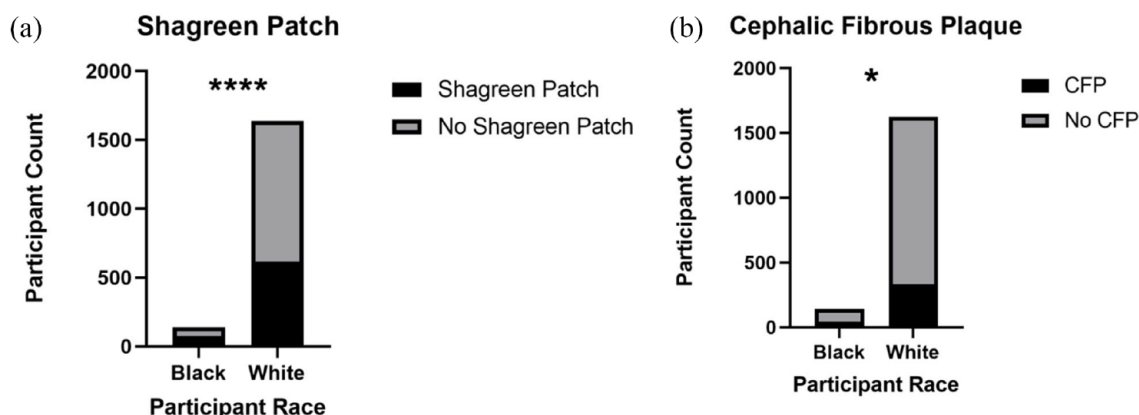 (a)
Shagreen Patch
2000
1500
1000
500
0
Participant Count
****
Shagreen Patch
No Shagreen Patch
Black White
Participant Race
(b)
Cephalic Fibrous Plaque
2000
1500
1000
500
0
Participant Count
*
CFP
No CFP
Black White
Participant Race